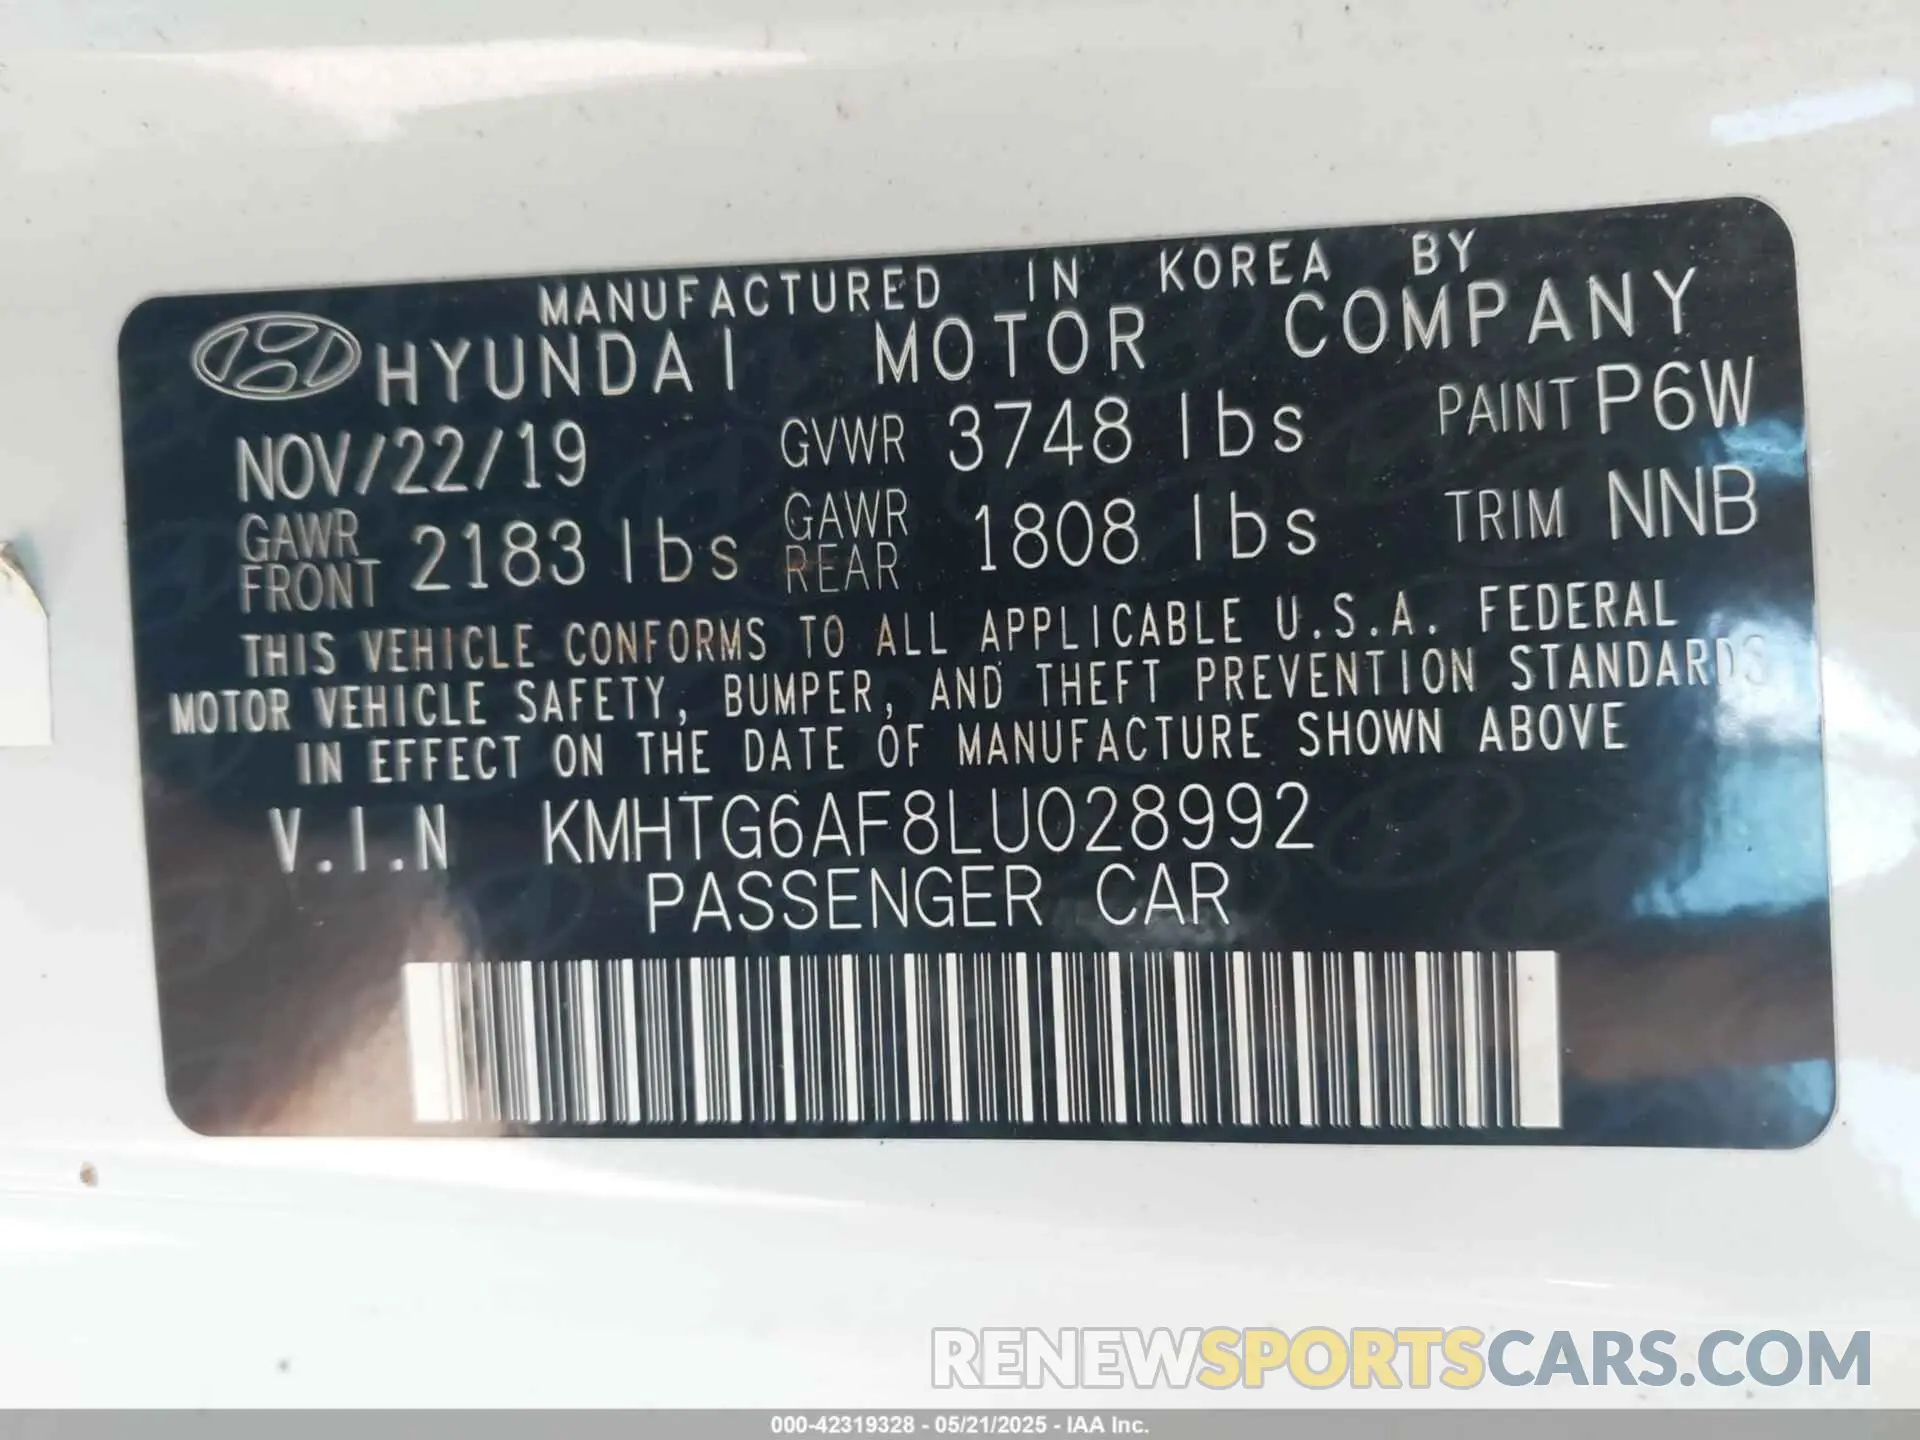 MANUFACTURED IN KOREA BY
HYUNDAI MOTOR COMPANY
NOV/22/19 GVWR 3748 lbs PAINT P6W
GAWR FRONT 2183 lbs GAWR REAR 1808 lbs TRIM NNB
THIS VEHICLE CONFORMS TO ALL APPLICABLE U.S.A. FEDERAL
MOTOR VEHICLE SAFETY, BUMPER, AND THEFT PREVENTION STANDARDS
IN EFFECT ON THE DATE OF MANUFACTURE SHOWN ABOVE
V.I.N KMHTG6AF8LU028992
PASSENGER CAR
RENEWSPORTSCARS.COM
000-42319328 - 05/21/2025 - IAA Inc.